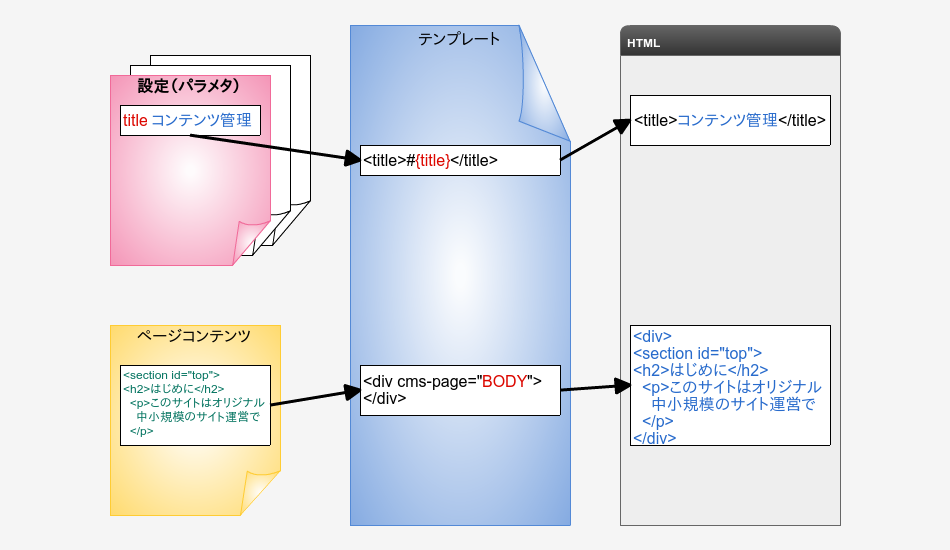 設定(パラメタ)
title コンテンツ管理
テンプレート
<title>#{title}</title>
HTML
<title>コンテンツ管理</title>
ページコンテンツ
<section id="top">
<h2>はじめに</h2>
<p>このサイトはオリジナル
中小規模のサイト運営で
</p>
<div cms-page="BODY">
</div>
<div>
<section id="top">
<h2>はじめに</h2>
<p>このサイトはオリジナル
中小規模のサイト運営で
</p>
</div>